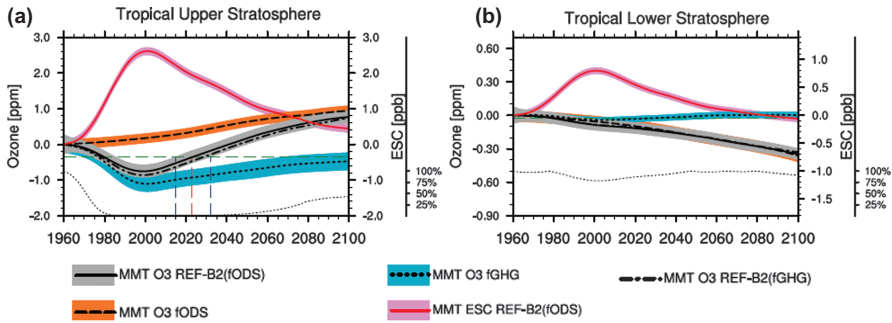 (a) Tropical Upper Stratosphere
3.0
2.0
1.0
0.0
-1.0
-2.0
Ozone [ppm]
3.0
2.0
1.0
0.0
-1.0
-2.0
ESC [ppb]
100%
75%
50%
25%
1960 1980 2000 2020 2040 2060 2080 2100
(b) Tropical Lower Stratosphere
0.60
0.30
0.00
-0.30
-0.60
-0.90
Ozone [ppm]
1.0
0.5
0.0
-0.5
-1.0
-1.5
ESC [ppb]
100%
75%
50%
25%
1960 1980 2000 2020 2040 2060 2080 2100
MMT O3 REF-B2(fODS)
MMT O3 fGHG
MMT O3 REF-B2(fGHG)
MMT O3 fODS
MMT ESC REF-B2(fODS)